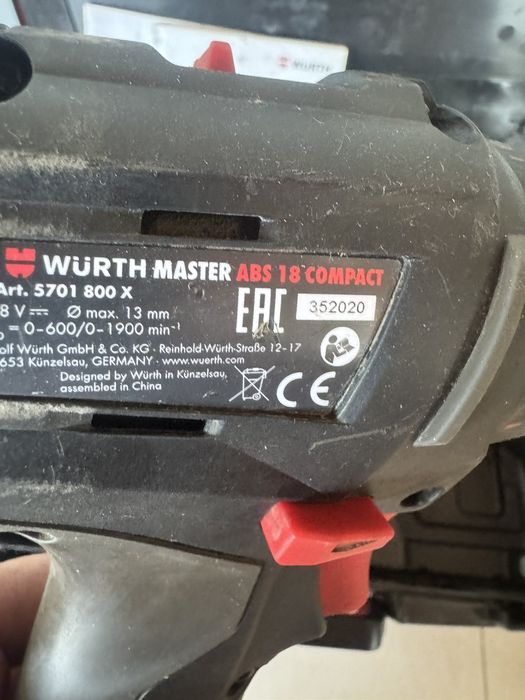 WÜRTH
WÜRTH MASTER ABS 18 COMPACT
Art. 5701 800 X
8 V Ø max. 13 mm
= 0-600/0-1900 min⁻¹
EAC 352020
olf Würth GmbH & Co. KG · Reinhold-Würth-Straße 12-17
653 Künzelsau, GERMANY · www.wuerth.com
Designed by Würth in Künzelsau,
assembled in China
CE